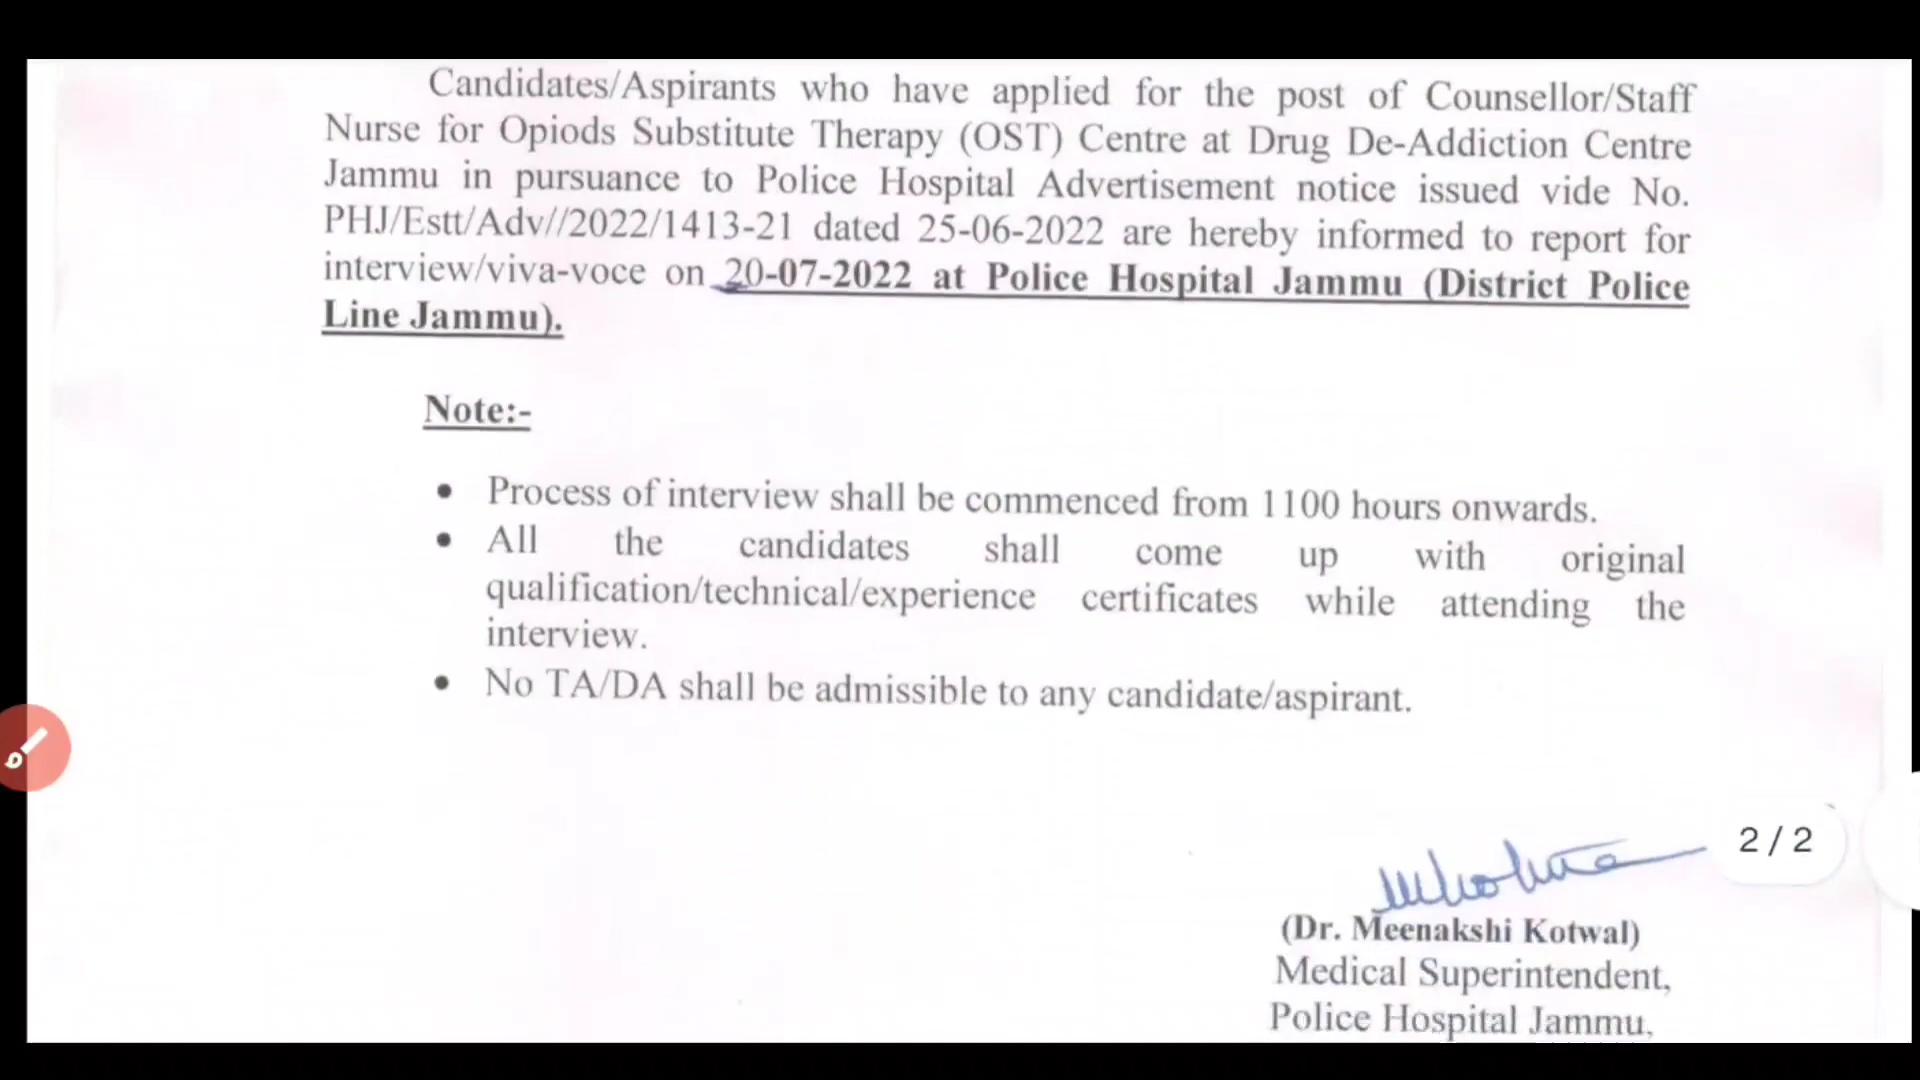 Candidates/Aspirants who have applied for the post of Counsellor/Staff
Nurse for Opiods Substitute Therapy (OST) Centre at Drug De-Addiction Centre
Jammu in pursuance to Police Hospital Advertisement notice issued vide No.
PHJ/Estt/Adv//2022/1413-21 dated 25-06-2022 are hereby informed to report for
interview/viva-voce on 20-07-2022 at Police Hospital Jammu (District Police
Line Jammu).
Note:-
• Process of interview shall be commenced from 1100 hours onwards.
• All the candidates shall come up with original
qualification/technical/experience certificates while attending the
interview.
• No TA/DA shall be admissible to any candidate/aspirant.
2 / 2
(Dr. Meenakshi Kotwal)
Medical Superintendent,
Police Hospital Jammu.